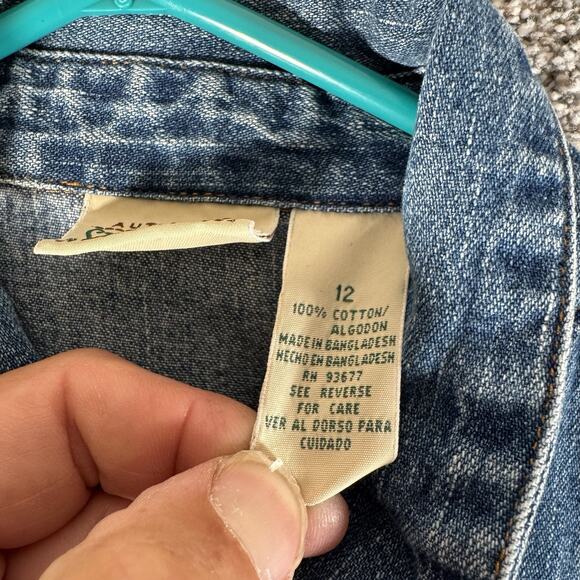 12
100% COTTON/
ALGODON
MADE IN BANGLADESH
HECHO EN BANGLADESH
RN 93677
SEE REVERSE
FOR CARE
VER AL DORSO PARA
CUIDADO